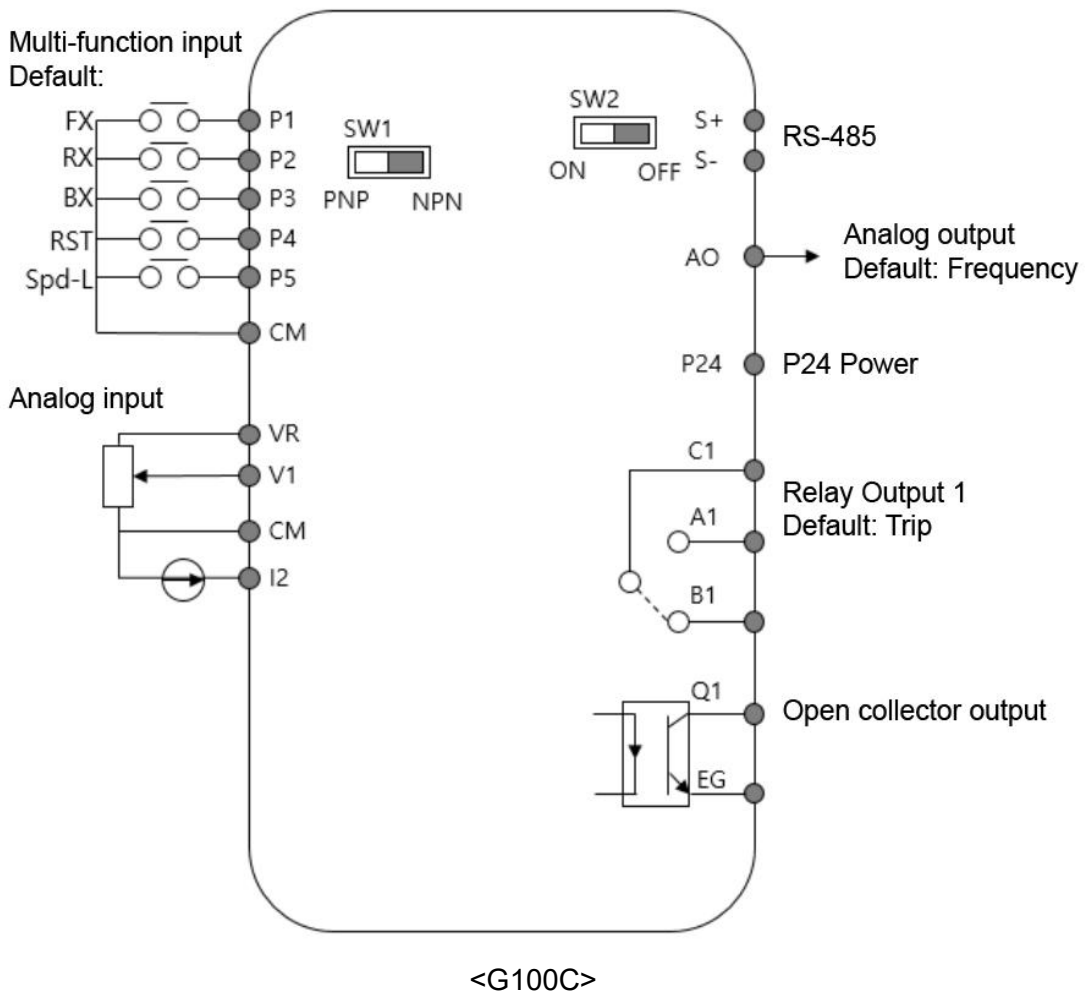 Multi-function input
Default:
FX
P1
RX
P2
BX
P3
RST
P4
Spd-L
P5
CM
SW1
PNP
NPN
SW2
ON
OFF
S+
S-
RS-485
AO
Analog output
Default: Frequency
P24
P24 Power
Analog input
VR
V1
CM
I2
C1
A1
B1
Relay Output 1
Default: Trip
Q1
EG
Open collector output
<G100C>